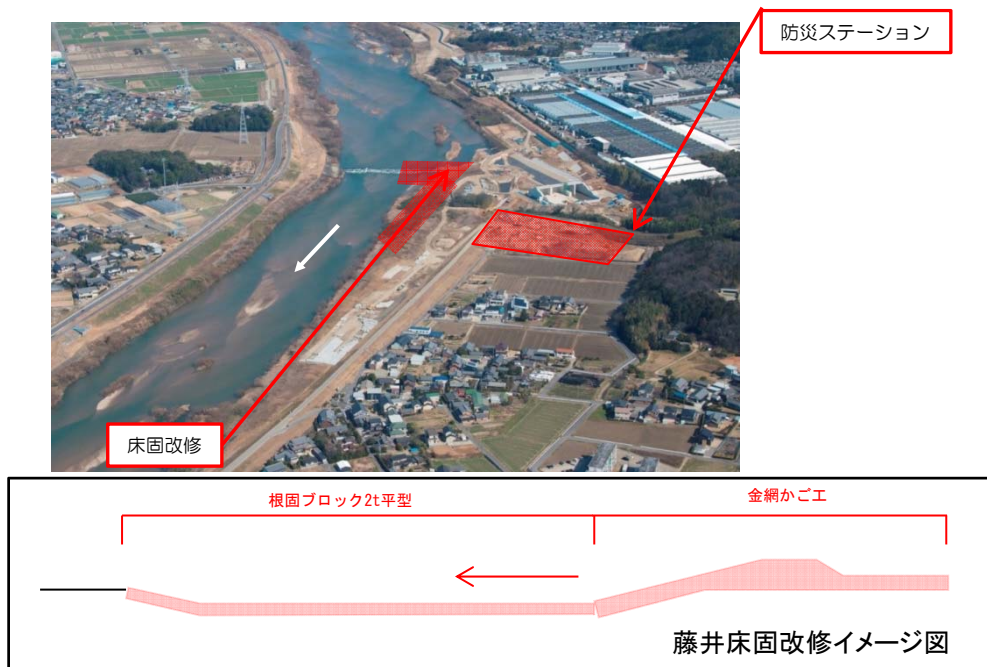 防災ステーション
床固改修
根固ブロック2t平型
金網かご工
藤井床固改修イメージ図